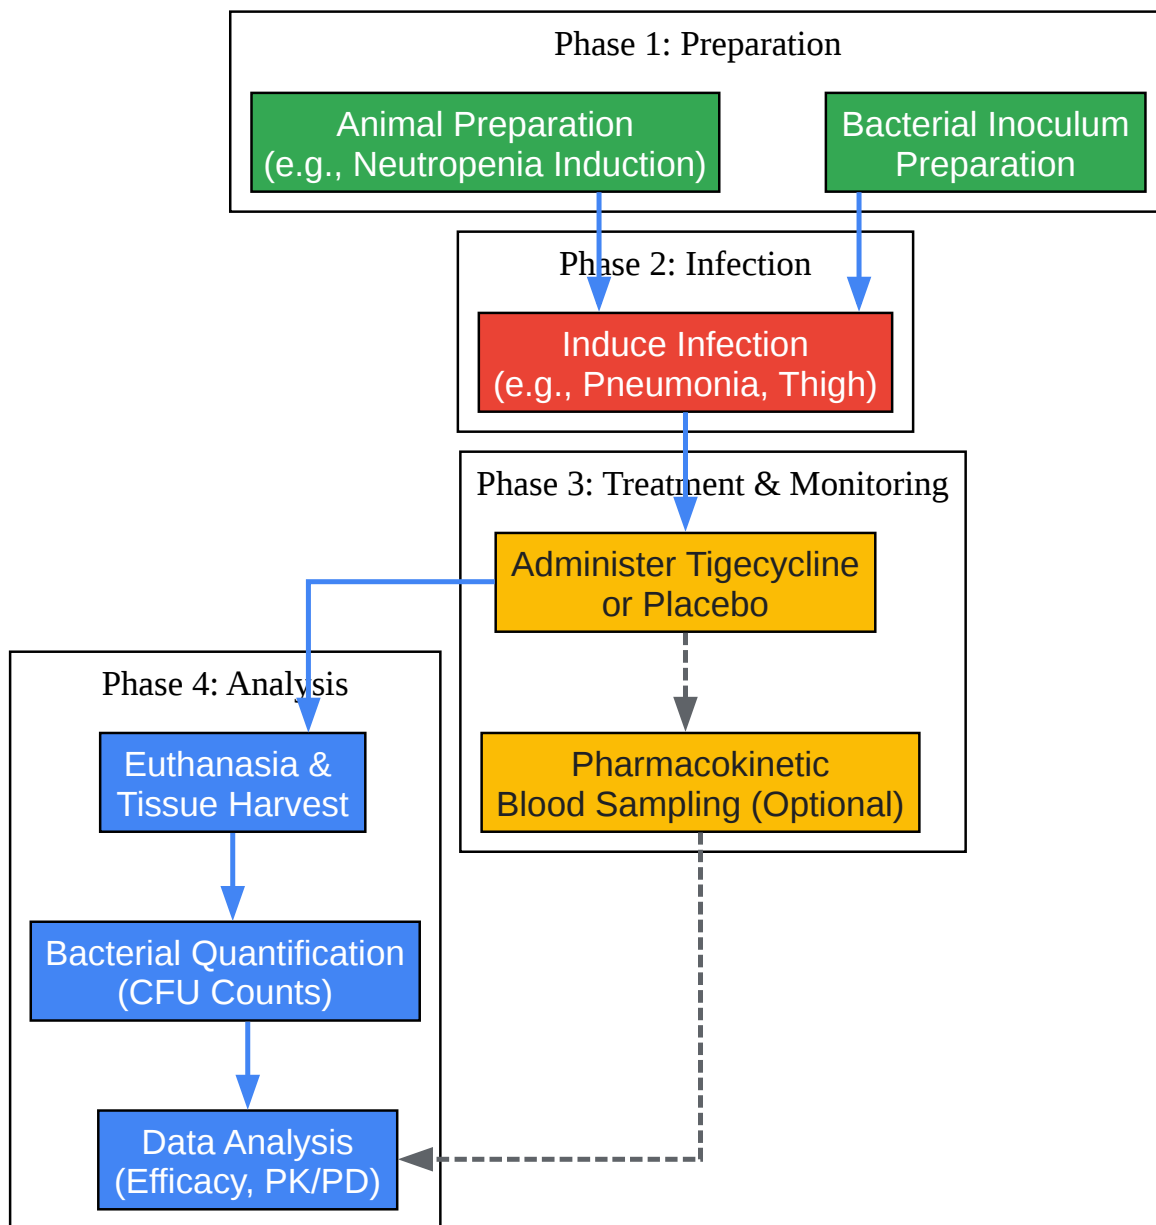 Phase 1: Preparation
Animal Preparation
(e.g., Neutropenia Induction)
Bacterial Inoculum
Preparation
Phase 2: Infection
Induce Infection
(e.g., Pneumonia, Thigh)
Phase 3: Treatment & Monitoring
Administer Tigecycline
or Placebo
Pharmacokinetic
Blood Sampling (Optional)
Phase 4: Analysis
Euthanasia &
Tissue Harvest
Bacterial Quantification
(CFU Counts)
Data Analysis
(Efficacy, PK/PD)